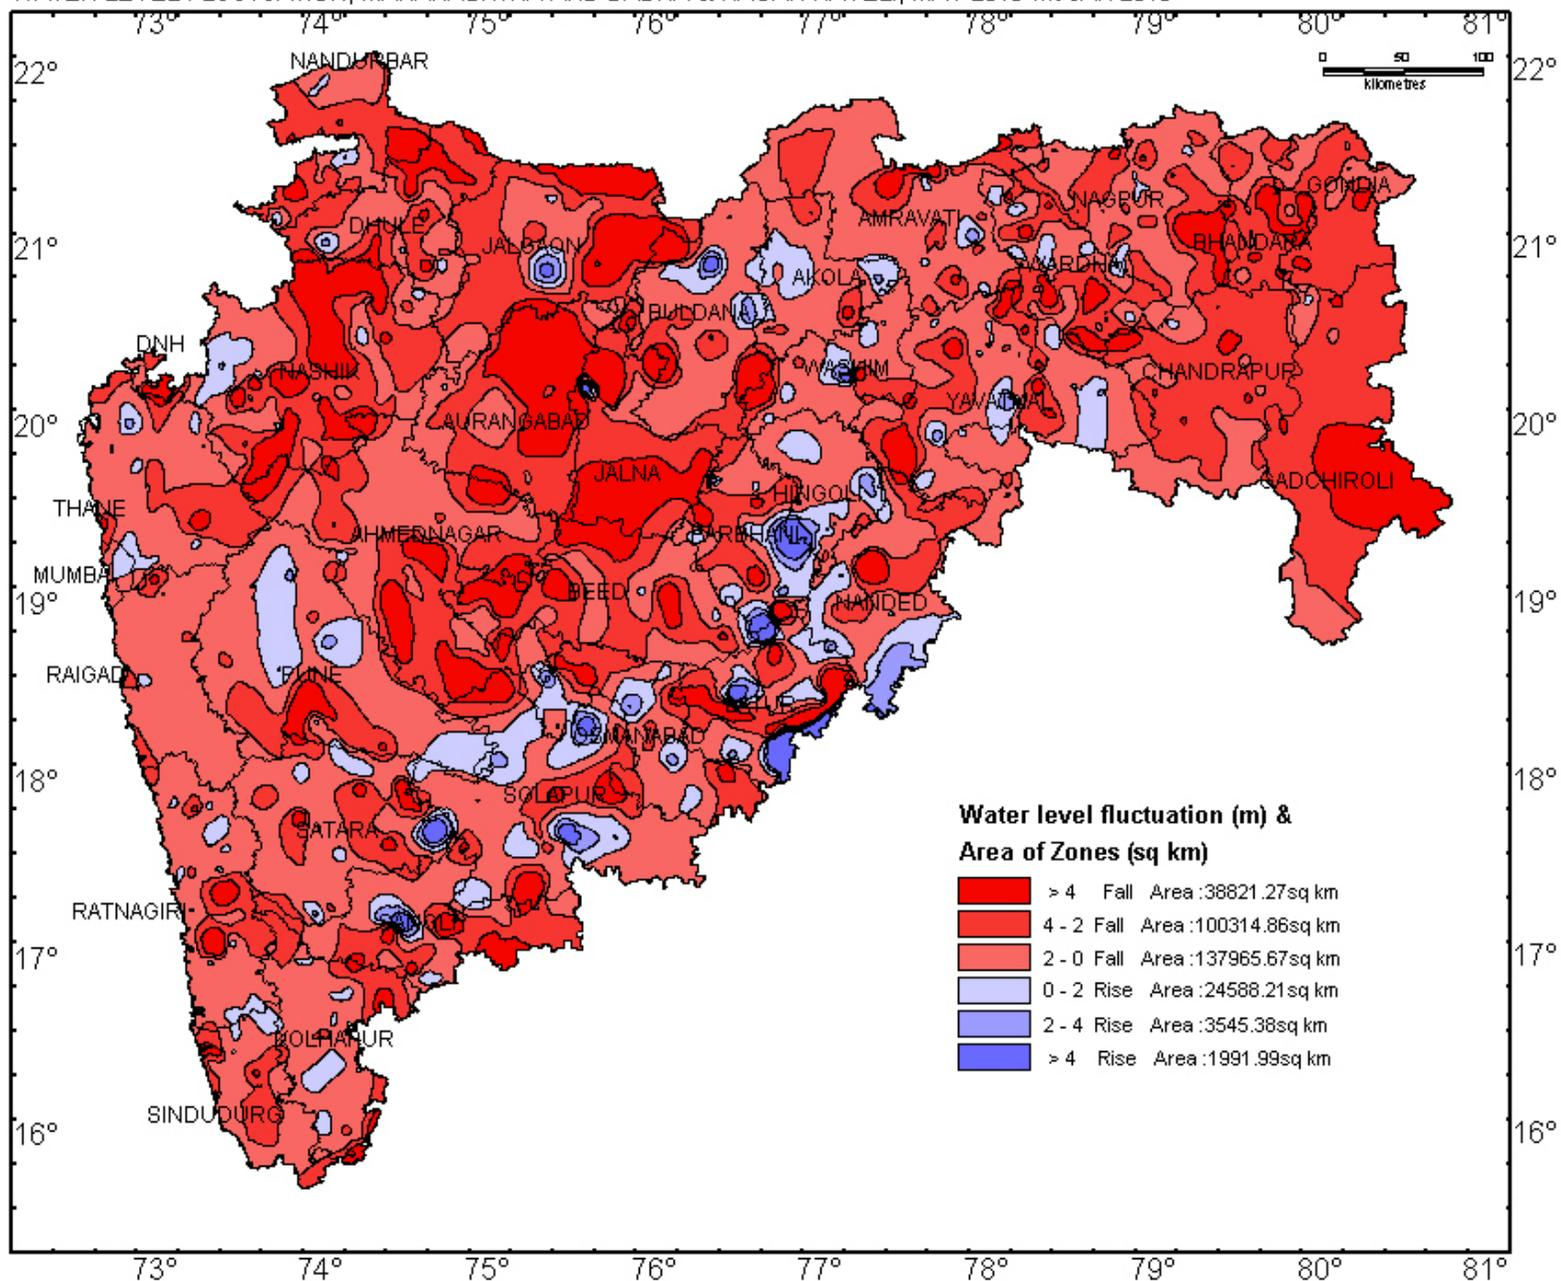 73° 74° 75° 76° 77° 78° 79° 80° 81°
0 50 100
kilometres
22° 22°
NANDURBAR
GONDIA
NAGPUR
AMRAVATI
DHULE
21° 21°
JALGAON
BHANDARA
WARDHA
AKOLA
BULDANA
DNH
WASHIM
NASHIK
CHANDRAPUR
YAVATMAL
20° 20°
AURANGABAD
JALNA
GADCHIROLI
HINGOLI
THANE
AHMEDNAGAR
PARBHANI
MUMBAI
BEED
19° 19°
NANDED
RAIGAD
PUNE
LATUR
OSMANABAD
18° 18°
SOLAPUR
SATARA
Water level fluctuation (m) &
Area of Zones (sq km)
> 4 Fall Area :38821.27sq km
4 - 2 Fall Area :100314.86sq km
2 - 0 Fall Area :137965.67sq km
0 - 2 Rise Area :24588.21sq km
2 - 4 Rise Area :3545.38sq km
> 4 Rise Area :1991.99sq km
RATNAGIRI
17° 17°
KOLHAPUR
SINDUDURG
16° 16°
73° 74° 75° 76° 77° 78° 79° 80° 81°